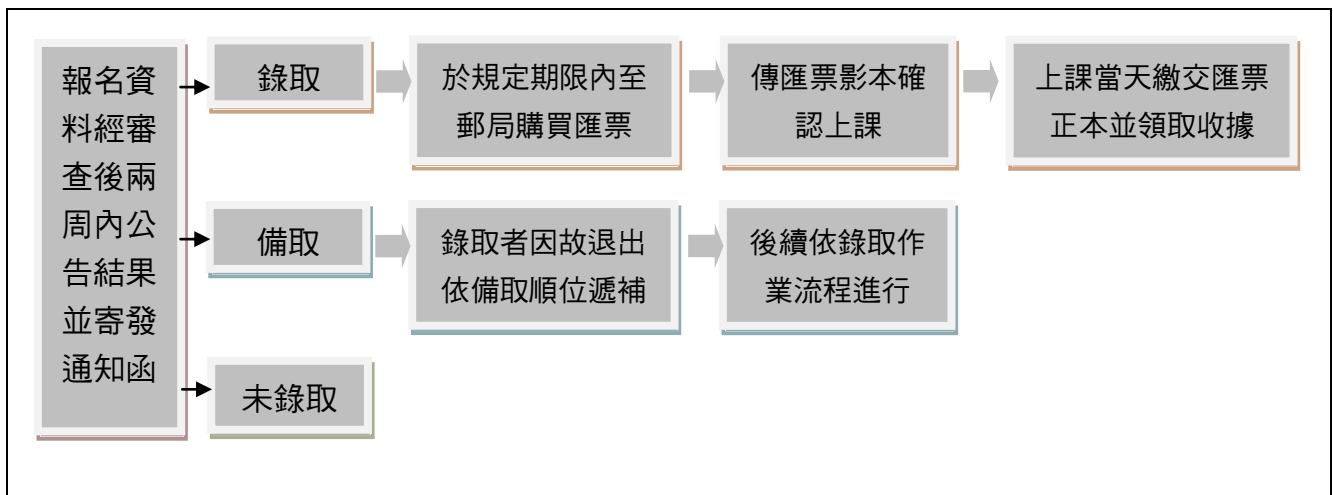 報名資
料經審
查後兩
周內公
告結果
並寄發
通知函
錄取
於規定期限內至
郵局購買匯票
傳匯票影本確
認上課
上課當天繳交匯票
正本並領取收據
備取
錄取者因故退出
依備取順位遞補
後續依錄取作
業流程進行
未錄取